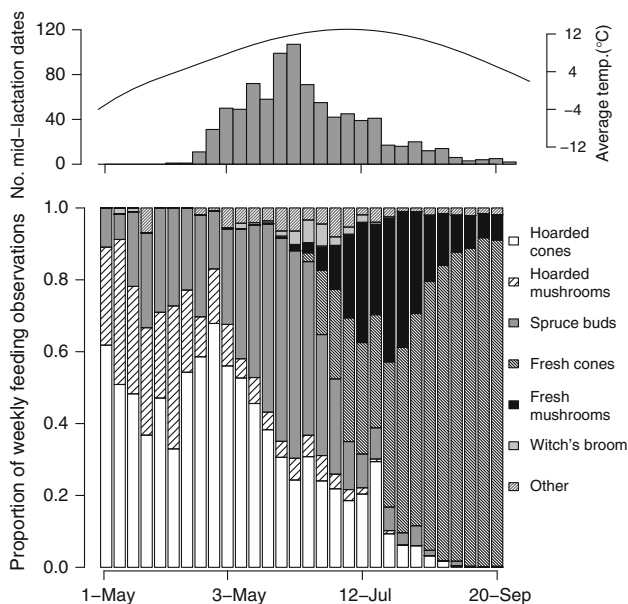 No. mid−lactation dates
120
80
40
0
12
4
−4
−12
Average temp.(°C)
Proportion of weekly feeding observations
1.0
0.8
0.6
0.4
0.2
0.0
1−May
3−May
12−Jul
20−Sep
Hoarded
cones
Hoarded
mushrooms
Spruce buds
Fresh cones
Fresh
mushrooms
Witch's broom
Other